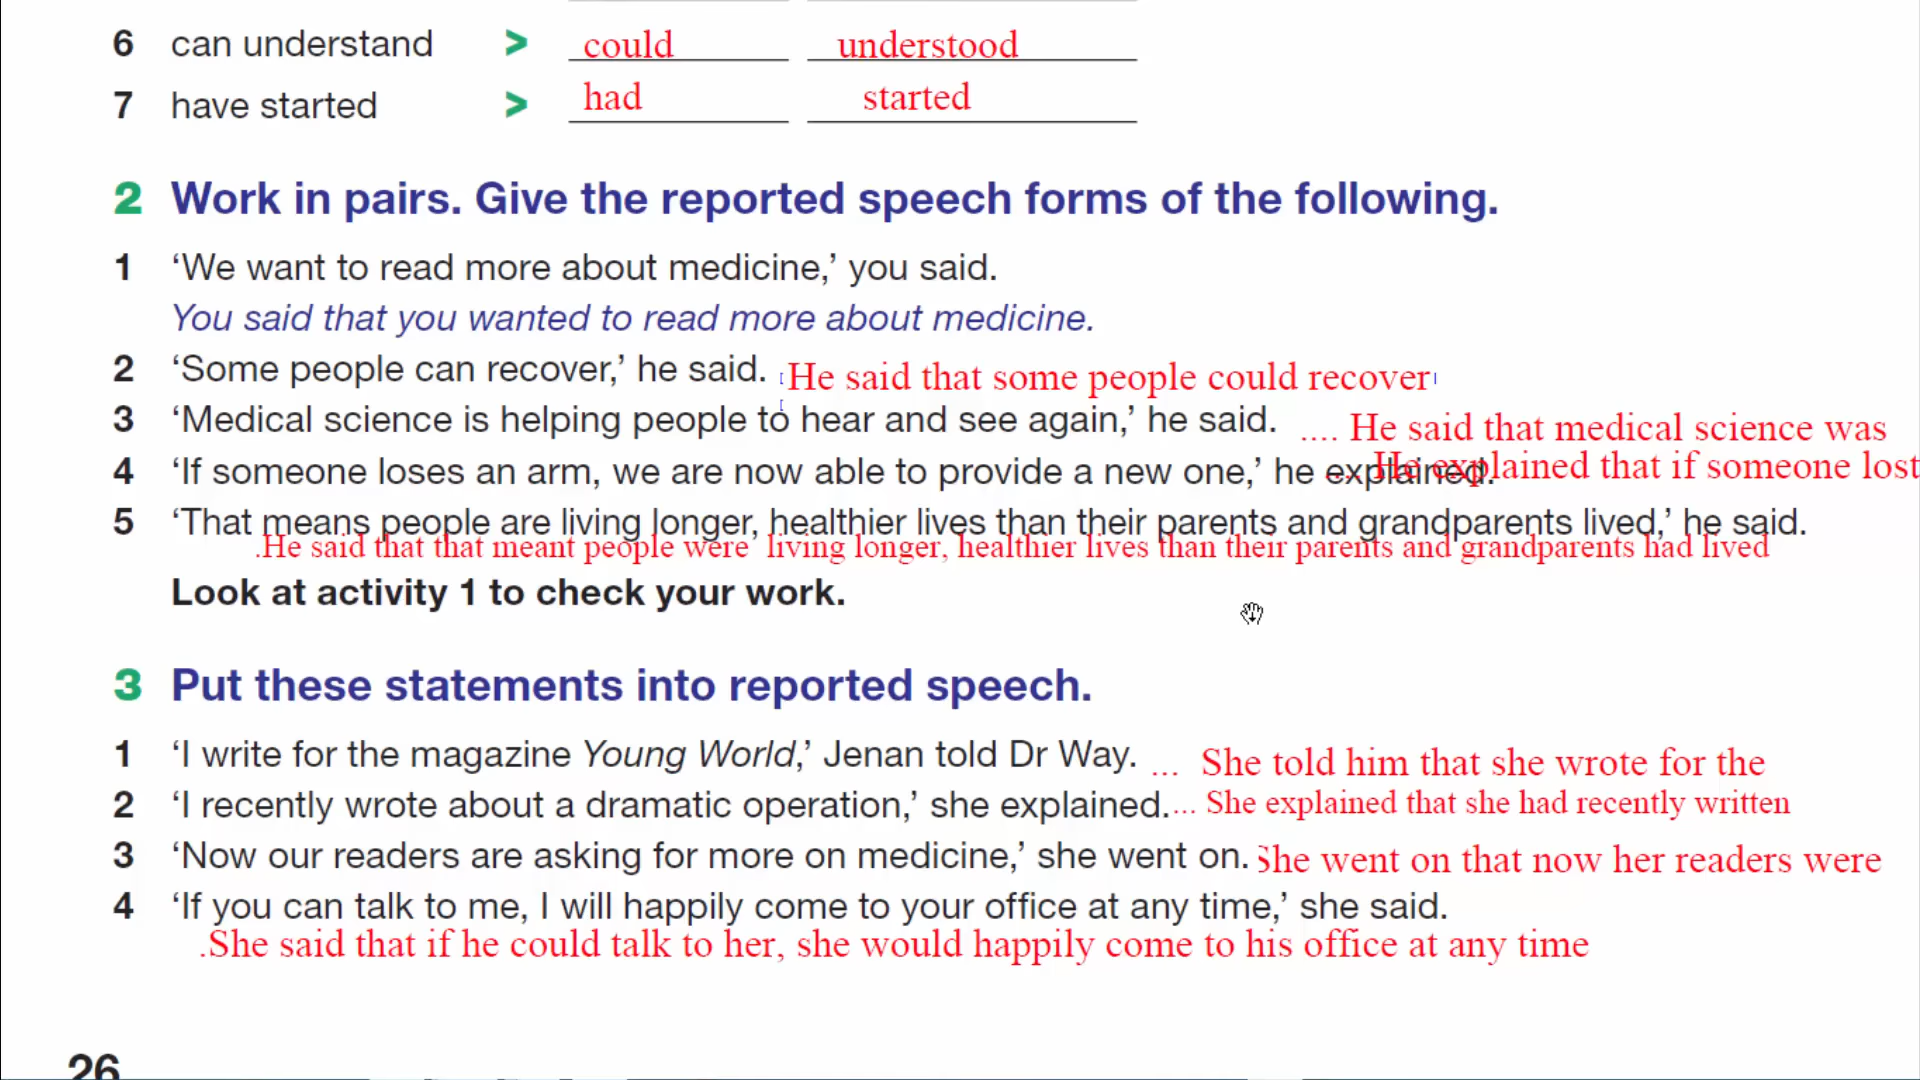 6 can understand > could understood
7 have started > had started
2 Work in pairs. Give the reported speech forms of the following.
1 ‘We want to read more about medicine,’ you said.
You said that you wanted to read more about medicine.
2 ‘Some people can recover,’ he said. He said that some people could recover
3 ‘Medical science is helping people to hear and see again,’ he said. .... He said that medical science was
4 ‘If someone loses an arm, we are now able to provide a new one,’ he explained. ... He explained that if someone lost
5 ‘That means people are living longer, healthier lives than their parents and grandparents lived,’ he said.
.He said that that meant people were living longer, healthier lives than their parents and grandparents had lived
Look at activity 1 to check your work.
3 Put these statements into reported speech.
1 ‘I write for the magazine Young World,’ Jenan told Dr Way. ... She told him that she wrote for the
2 ‘I recently wrote about a dramatic operation,’ she explained. ... She explained that she had recently written
3 ‘Now our readers are asking for more on medicine,’ she went on. She went on that now her readers were
4 ‘If you can talk to me, I will happily come to your office at any time,’ she said.
.She said that if he could talk to her, she would happily come to his office at any time
26